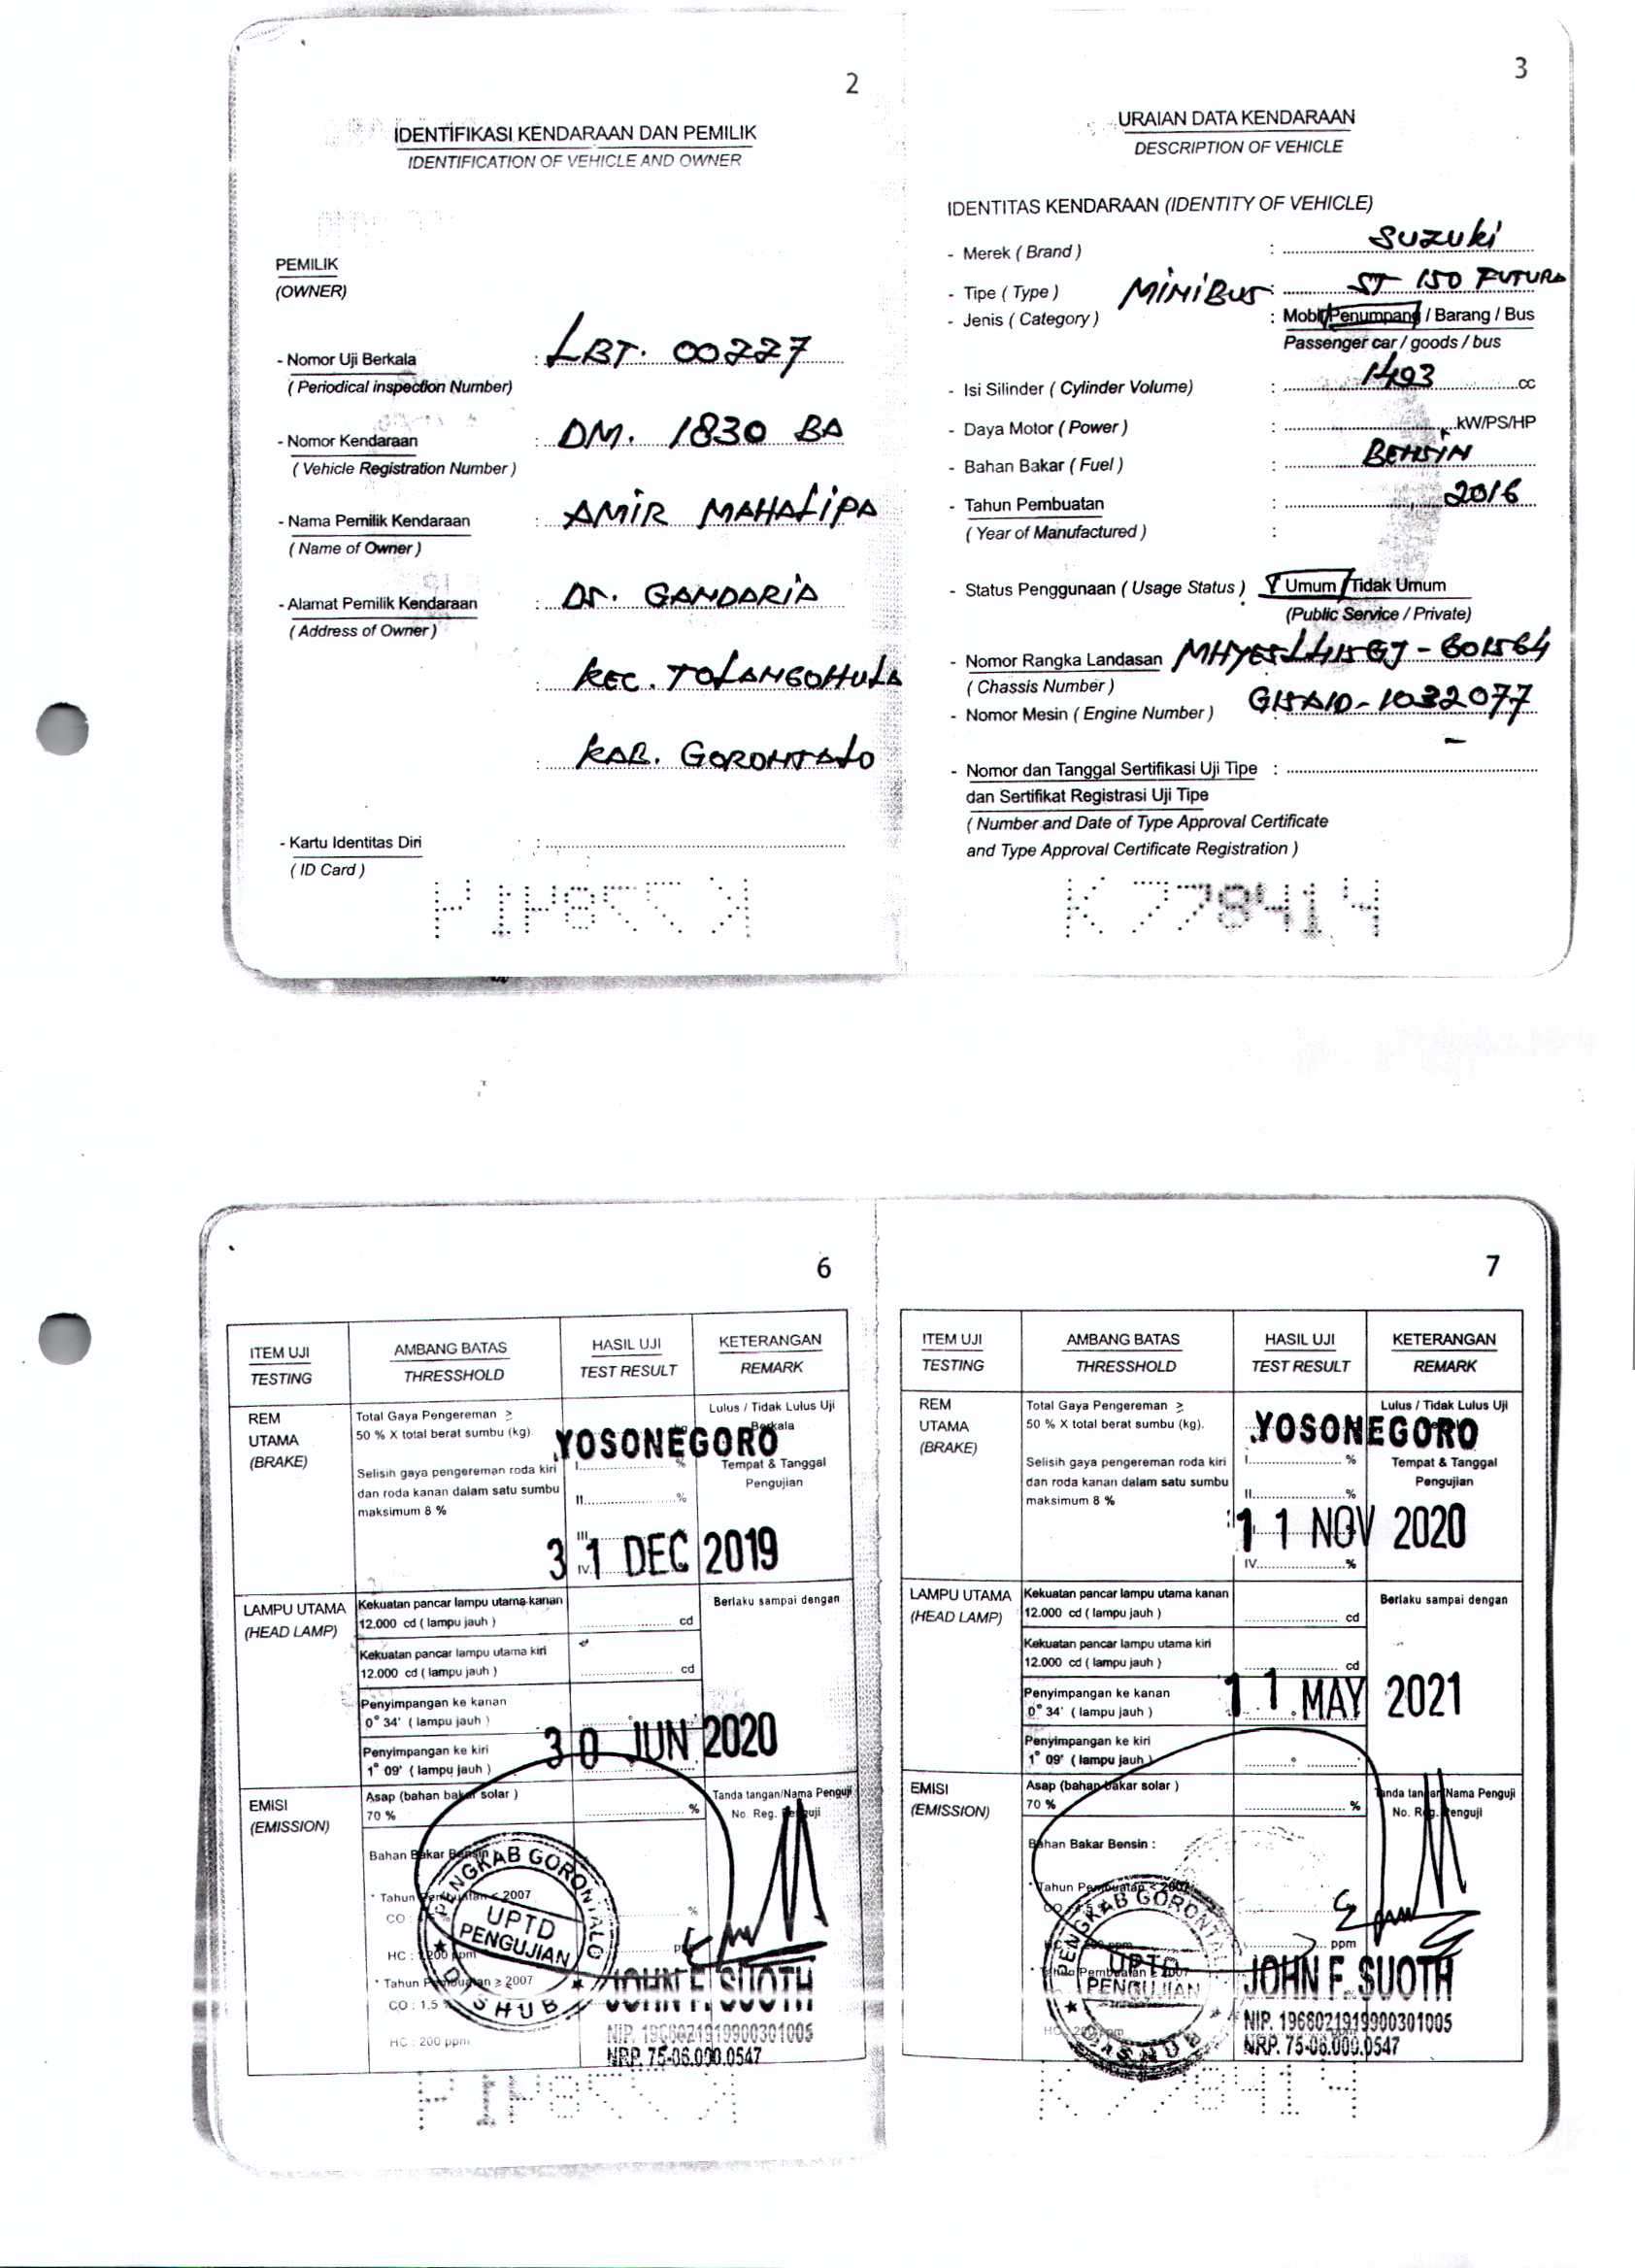 2
IDENTIFIKASI KENDARAAN DAN PEMILIK
IDENTIFICATION OF VEHICLE AND OWNER
PEMILIK
(OWNER)
- Nomor Uji Berkala : LBT. 00227
( Periodical inspection Number)
- Nomor Kendaraan : DM. 1830 BA
( Vehicle Registration Number )
- Nama Pemilik Kendaraan : AMIR MAHALIPA
( Name of Owner )
- Alamat Pemilik Kendaraan : DS. GANDARIA
( Address of Owner )
: KEC. TOLANGOHULA
: KAB. GORONTALO
- Kartu Identitas Diri :
( ID Card )
3
URAIAN DATA KENDARAAN
DESCRIPTION OF VEHICLE
IDENTITAS KENDARAAN (IDENTITY OF VEHICLE)
- Merek ( Brand ) : SUZUKI
- Tipe ( Type ) MINIBUS : ST 150 FUTURA
- Jenis ( Category ) : Mobil Penumpang / Barang / Bus
Passenger car / goods / bus
- Isi Silinder ( Cylinder Volume) : 1493 cc
- Daya Motor ( Power ) : kW/PS/HP
- Bahan Bakar ( Fuel ) : BENSIN
- Tahun Pembuatan : 2016
( Year of Manufactured ) :
- Status Penggunaan ( Usage Status ) Umum / Tidak Umum
(Public Service / Private)
- Nomor Rangka Landasan MHYESL415GJ-601564
( Chassis Number )
- Nomor Mesin ( Engine Number ) G15AID-1032077
- Nomor dan Tanggal Sertifikasi Uji Tipe : -
dan Sertifikat Registrasi Uji Tipe
( Number and Date of Type Approval Certificate
and Type Approval Certificate Registration )
K 778414
6
ITEM UJI AMBANG BATAS HASIL UJI KETERANGAN
TESTING THRESSHOLD TEST RESULT REMARK
REM Total Gaya Pengereman ≥ Lulus / Tidak Lulus Uji
UTAMA 50 % X total berat sumbu (kg). Berkala
(BRAKE) YOSONEGORO
Selisih gaya pengereman roda kiri I. % Tempat & Tanggal
dan roda kanan dalam satu sumbu II. % Pengujian
maksimum 8 %
III.
IV.
31 DEC 2019
LAMPU UTAMA Kekuatan pancar lampu utama kanan Berlaku sampai dengan
(HEAD LAMP) 12.000 cd ( lampu jauh ) cd
Kekuatan pancar lampu utama kiri
12.000 cd ( lampu jauh ) cd
Penyimpangan ke kanan
0° 34' ( lampu jauh )
30 JUN 2020
Penyimpangan ke kiri
1° 09' ( lampu jauh )
EMISI Asap (bahan bakar solar ) Tanda tangan/Nama Penguji
(EMISSION) 70 % % No. Reg. Penguji
Bahan Bakar Bensin
* Tahun Pembuatan < 2007
CO %
HC : 1200 ppm
* Tahun Pembuatan ≥ 2007
CO : 1.5 %
HC : 200 ppm
PENGKAB GORONTALO
UPTD
PENGUJIAN
DISHUB
JOHN F. SUOTH
NIP. 1968021919900301005
NRP. 75-06.000.0547
7
ITEM UJI AMBANG BATAS HASIL UJI KETERANGAN
TESTING THRESSHOLD TEST RESULT REMARK
REM Total Gaya Pengereman ≥ Lulus / Tidak Lulus Uji
UTAMA 50 % X total berat sumbu (kg).
(BRAKE) YOSONEGORO
Selisih gaya pengereman roda kiri I. % Tempat & Tanggal
dan roda kanan dalam satu sumbu II. % Pengujian
maksimum 8 %
11 NOV 2020
IV. %
LAMPU UTAMA Kekuatan pancar lampu utama kanan Berlaku sampai dengan
(HEAD LAMP) 12.000 cd ( lampu jauh ) cd
Kekuatan pancar lampu utama kiri
12.000 cd ( lampu jauh ) cd
Penyimpangan ke kanan
0° 34' ( lampu jauh )
11 MAY 2021
Penyimpangan ke kiri
1° 09' ( lampu jauh )
EMISI Asap (bahan bakar solar ) Tanda tangan/Nama Penguji
(EMISSION) 70 % % No. Reg. Penguji
Bahan Bakar Bensin :
* Tahun Pembuatan < 2007
ppm
PENGKAB GORONTALO
UPTD
PENGUJIAN
DISHUB
JOHN F. SUOTH
NIP. 196802191990301005
NRP. 75-06.000.0547
K 778414